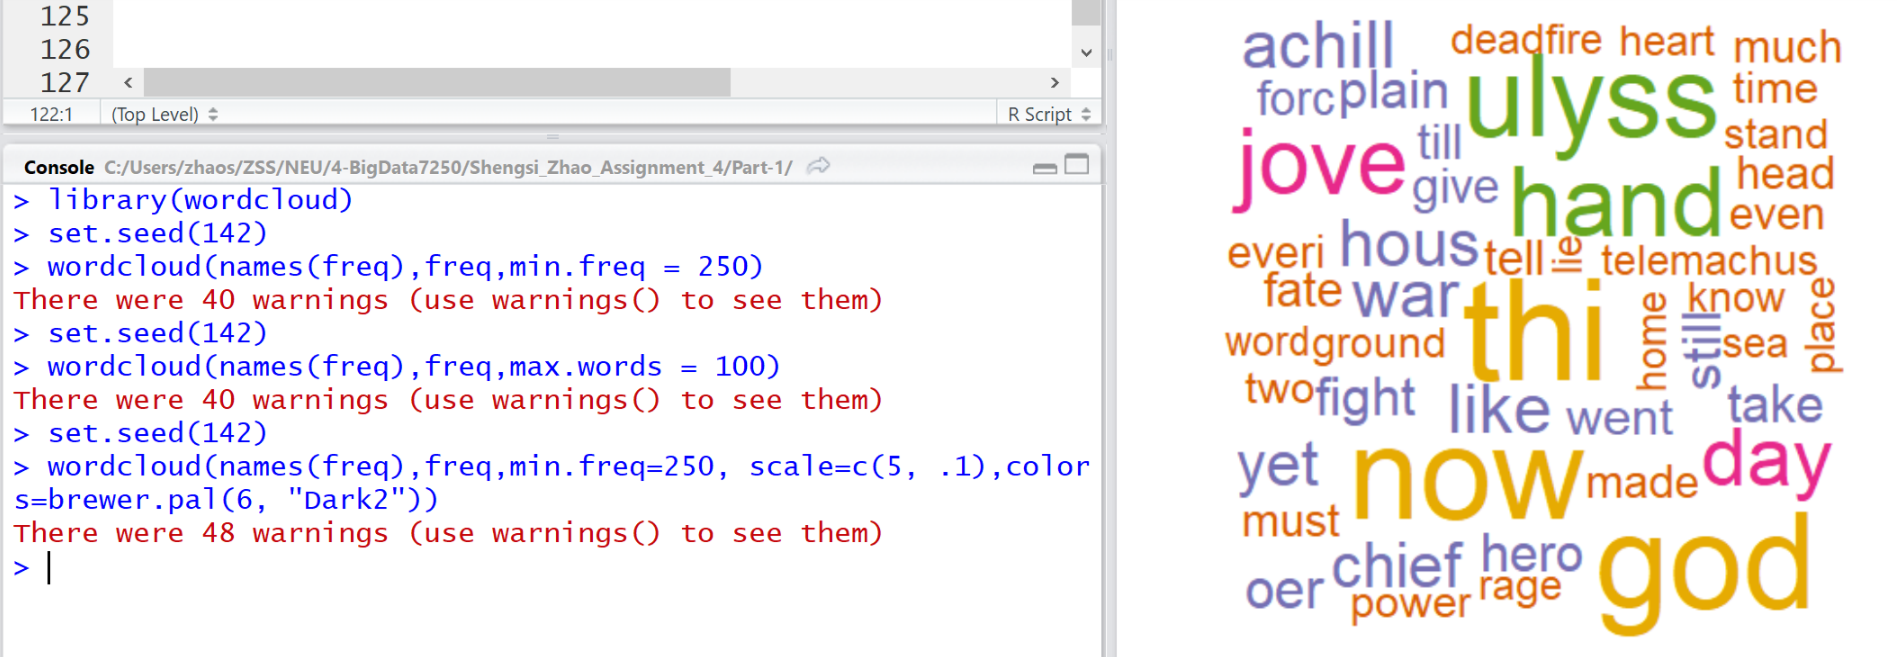 125
126
127
122:1 (Top Level) R Script
Console C:/Users/zhaos/ZSS/NEU/4-BigData7250/Shengsi_Zhao_Assignment_4/Part-1/
> library(wordcloud)
> set.seed(142)
> wordcloud(names(freq),freq,min.freq = 250)
There were 40 warnings (use warnings() to see them)
> set.seed(142)
> wordcloud(names(freq),freq,max.words = 100)
There were 40 warnings (use warnings() to see them)
> set.seed(142)
> wordcloud(names(freq),freq,min.freq=250, scale=c(5, .1),color
s=brewer.pal(6, "Dark2"))
There were 48 warnings (use warnings() to see them)
>
achill deadfire heart much
forc plain ulyss time
jove till stand
give hand head
even
everi hous tell lie telemachus
fate war thi home know place
word ground still sea
two fight like went take
yet now made day
must
oer chief hero god
power rage